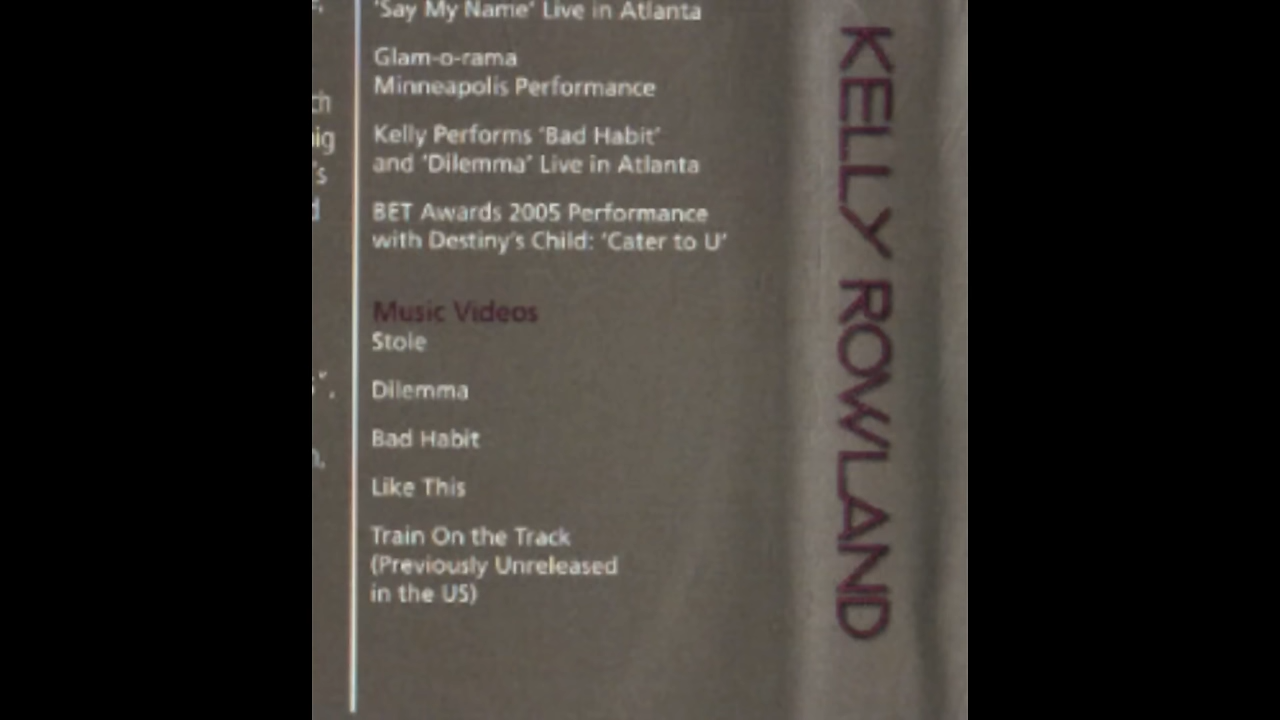 'Say My Name' Live in Atlanta
Glam-o-rama
Minneapolis Performance
Kelly Performs 'Bad Habit'
and 'Dilemma' Live in Atlanta
BET Awards 2005 Performance
with Destiny's Child: 'Cater to U'
Music Videos
Stole
Dilemma
Bad Habit
Like This
Train On the Track
(Previously Unreleased
in the US)
KELLY ROWLAND